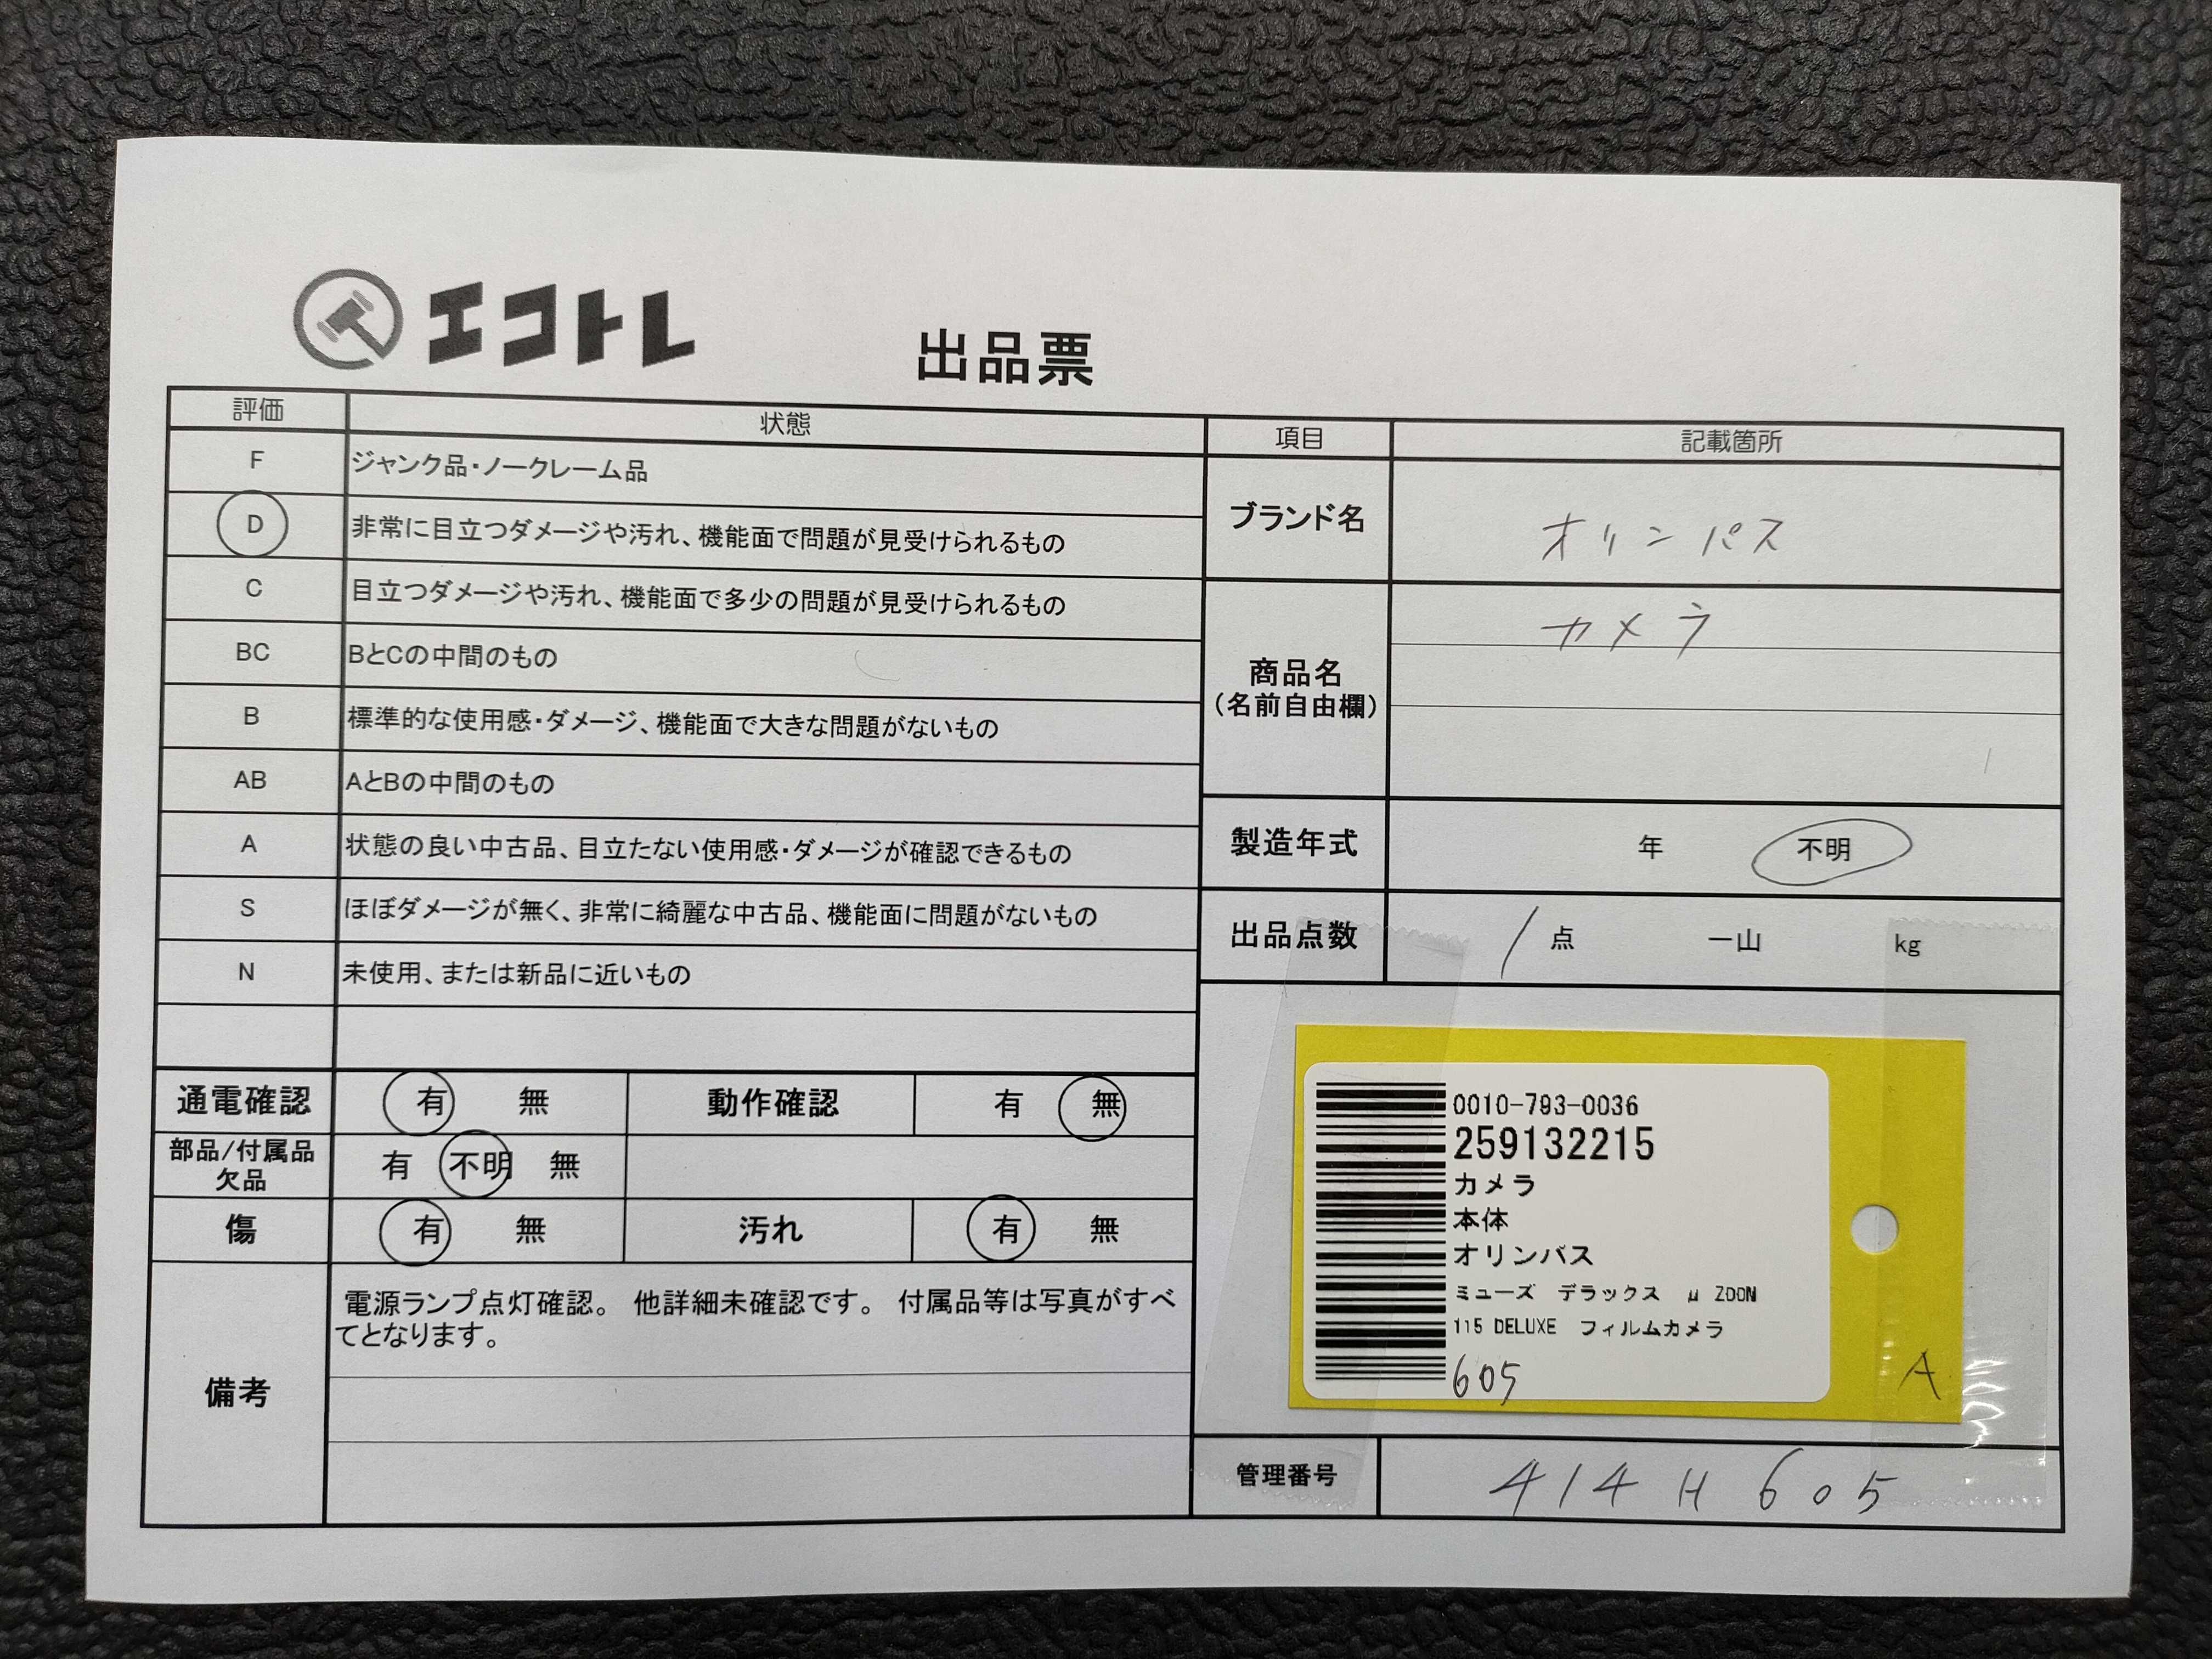 エコトレ
出品票
評価 状態
F ジャンク品・ノークレーム品
D 非常に目立つダメージや汚れ、機能面で問題が見受けられるもの
C 目立つダメージや汚れ、機能面で多少の問題が見受けられるもの
BC BとCの中間のもの
B 標準的な使用感・ダメージ、機能面で大きな問題がないもの
AB AとBの中間のもの
A 状態の良い中古品、目立たない使用感・ダメージが確認できるもの
S ほぼダメージが無く、非常に綺麗な中古品、機能面に問題がないもの
N 未使用、または新品に近いもの
通電確認 有 無 動作確認 有 無
部品/付属品
欠品
有 不明 無
傷 有 無 汚れ 有 無
備考
電源ランプ点灯確認。 他詳細未確認です。 付属品等は写真がすべ
てとなります。
項目 記載箇所
ブランド名 オリンパス
商品名
(名前自由欄)
カメラ
製造年式 年 不明
出品点数 1 点 一山 kg
0010-793-0036
259132215
カメラ
本体
オリンパス
ミューズ デラックス μ ZOON
115 DELUXE フィルムカメラ
605
A
管理番号 414 H 605